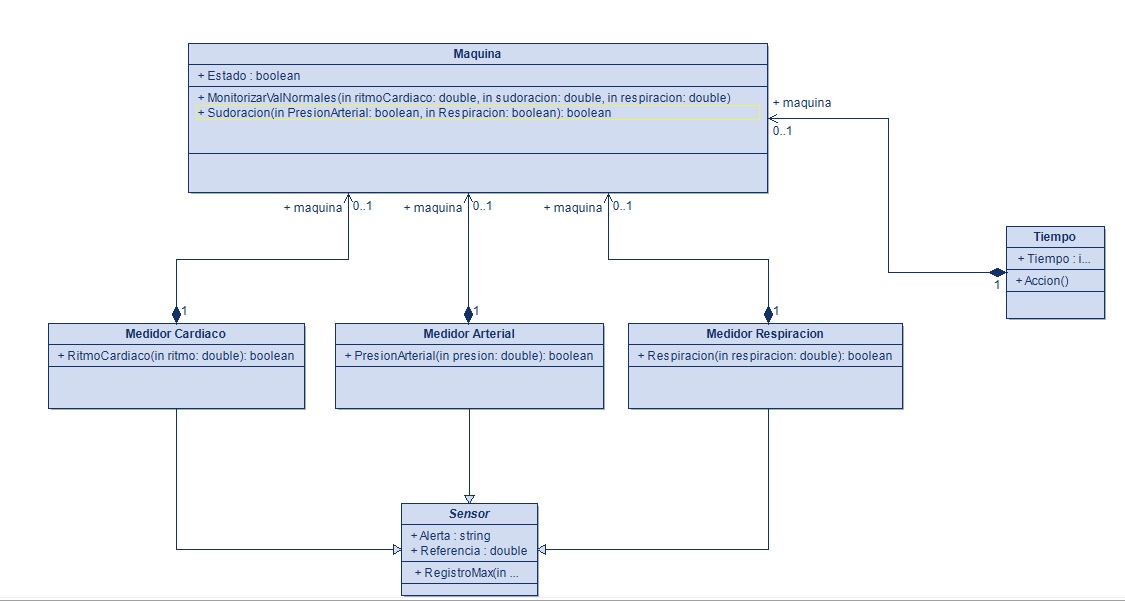 Maquina
+ Estado : boolean
+ MonitorizarValNormales(in ritmoCardiaco: double, in sudoracion: double, in respiracion: double)
+ Sudoracion(in PresionArterial: boolean, in Respiracion: boolean): boolean
+ maquina
0..1
+ maquina 0..1
+ maquina 0..1
+ maquina 0..1
Tiempo
+ Tiempo : i...
+ Accion()
1
1
1
1
Medidor Cardiaco
+ RitmoCardiaco(in ritmo: double): boolean
Medidor Arterial
+ PresionArterial(in presion: double): boolean
Medidor Respiracion
+ Respiracion(in respiracion: double): boolean
Sensor
+ Alerta : string
+ Referencia : double
+ RegistroMax(in ...